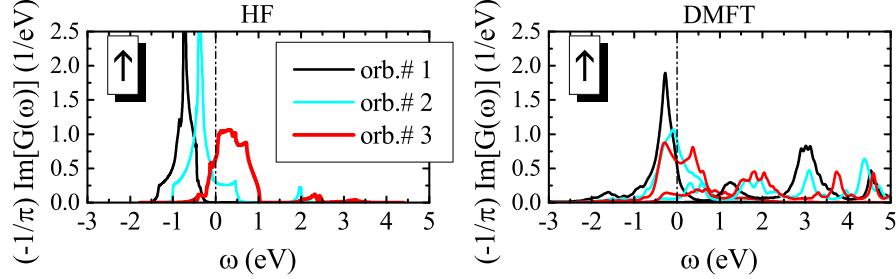 HF
(-1/π) Im[G(ω)] (1/eV)
2.5
2.0
1.5
1.0
0.5
0.0
↑
orb.# 1
orb.# 2
orb.# 3
-3 -2 -1 0 1 2 3 4 5
ω (eV)
DMFT
(-1/π) Im[G(ω)] (1/eV)
2.5
2.0
1.5
1.0
0.5
0.0
↑
-3 -2 -1 0 1 2 3 4 5
ω (eV)